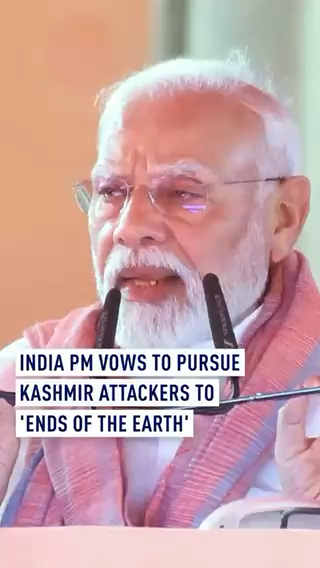 INDIA PM VOWS TO PURSUE
KASHMIR ATTACKERS TO
'ENDS OF THE EARTH'